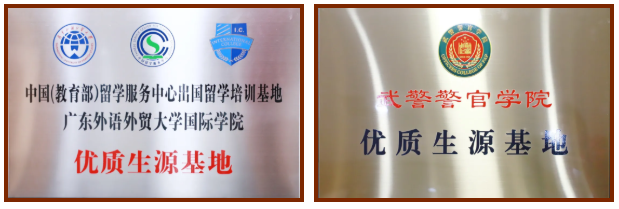 中国(教育部)留学服务中心出国留学培训基地
广东外语外贸大学国际学院
优质生源基地
武警警官学院
优质生源基地